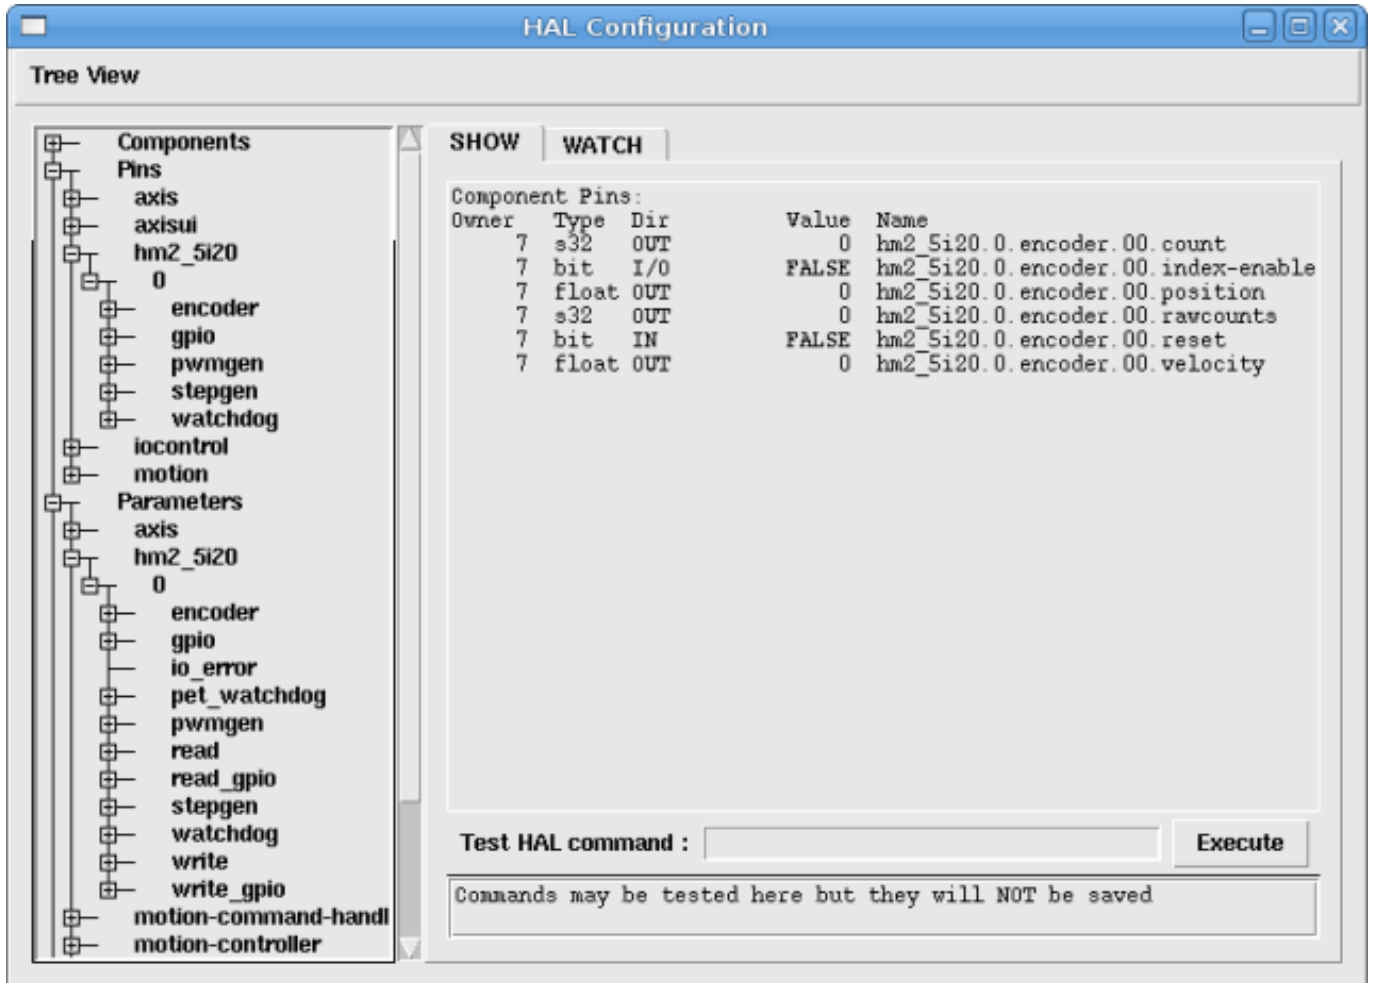 HAL Configuration
Tree View
Components
Pins
axis
axisui
hm2_5i20
0
encoder
gpio
pwmgen
stepgen
watchdog
iocontrol
motion
Parameters
axis
hm2_5i20
0
encoder
gpio
io_error
pet_watchdog
pwmgen
read
read_gpio
stepgen
watchdog
write
write_gpio
motion-command-handl
motion-controller
SHOW WATCH
Component Pins:
Owner Type Dir Value Name
7 s32 OUT 0 hm2_5i20.0.encoder.00.count
7 bit I/O FALSE hm2_5i20.0.encoder.00.index-enable
7 float OUT 0 hm2_5i20.0.encoder.00.position
7 s32 OUT 0 hm2_5i20.0.encoder.00.rawcounts
7 bit IN FALSE hm2_5i20.0.encoder.00.reset
7 float OUT 0 hm2_5i20.0.encoder.00.velocity
Test HAL command : Execute
Commands may be tested here but they will NOT be saved